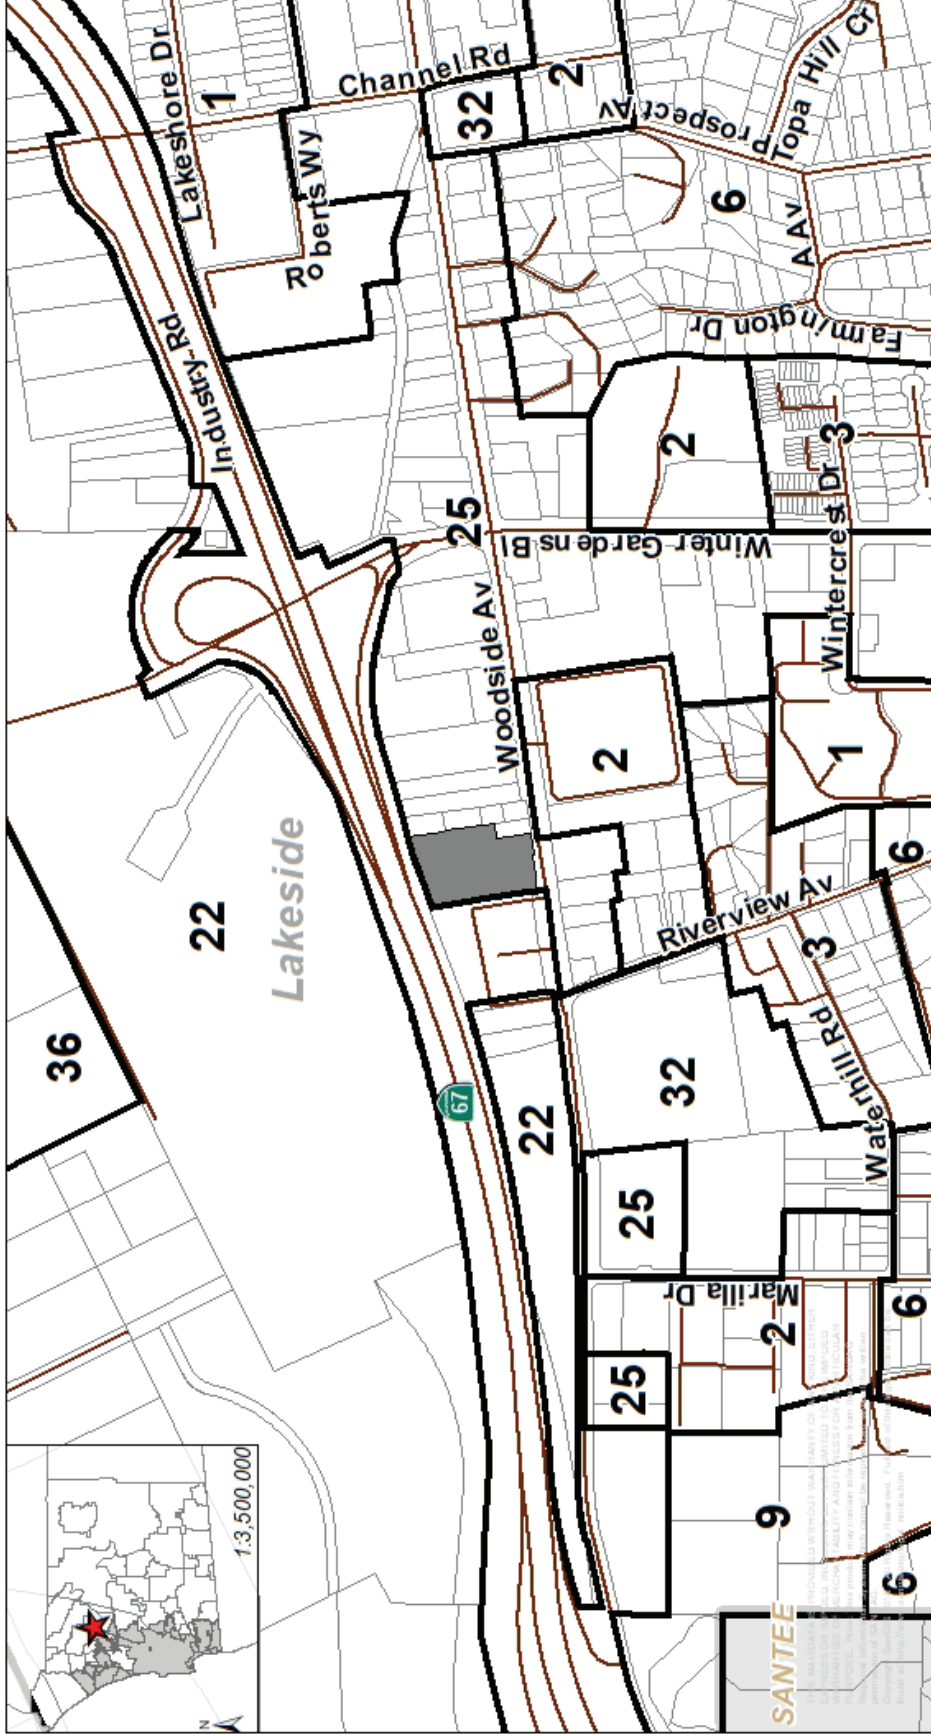 Lakeshore Dr
1
Channel Rd
2
32
Prospect Av
Topa Hill Cr
Roberts Wy
6
A Av
Farmington Dr
Industry Rd
2
3
25
Winter Gardens Bl
Wintercrest Dr
Woodside Av
2
1
22
Lakeside
6
Riverview Av
3
36
67
22
32
Waterhill Rd
25
Marilla Dr
2
6
25
9
6
SANTEE
1:3,500,000
N